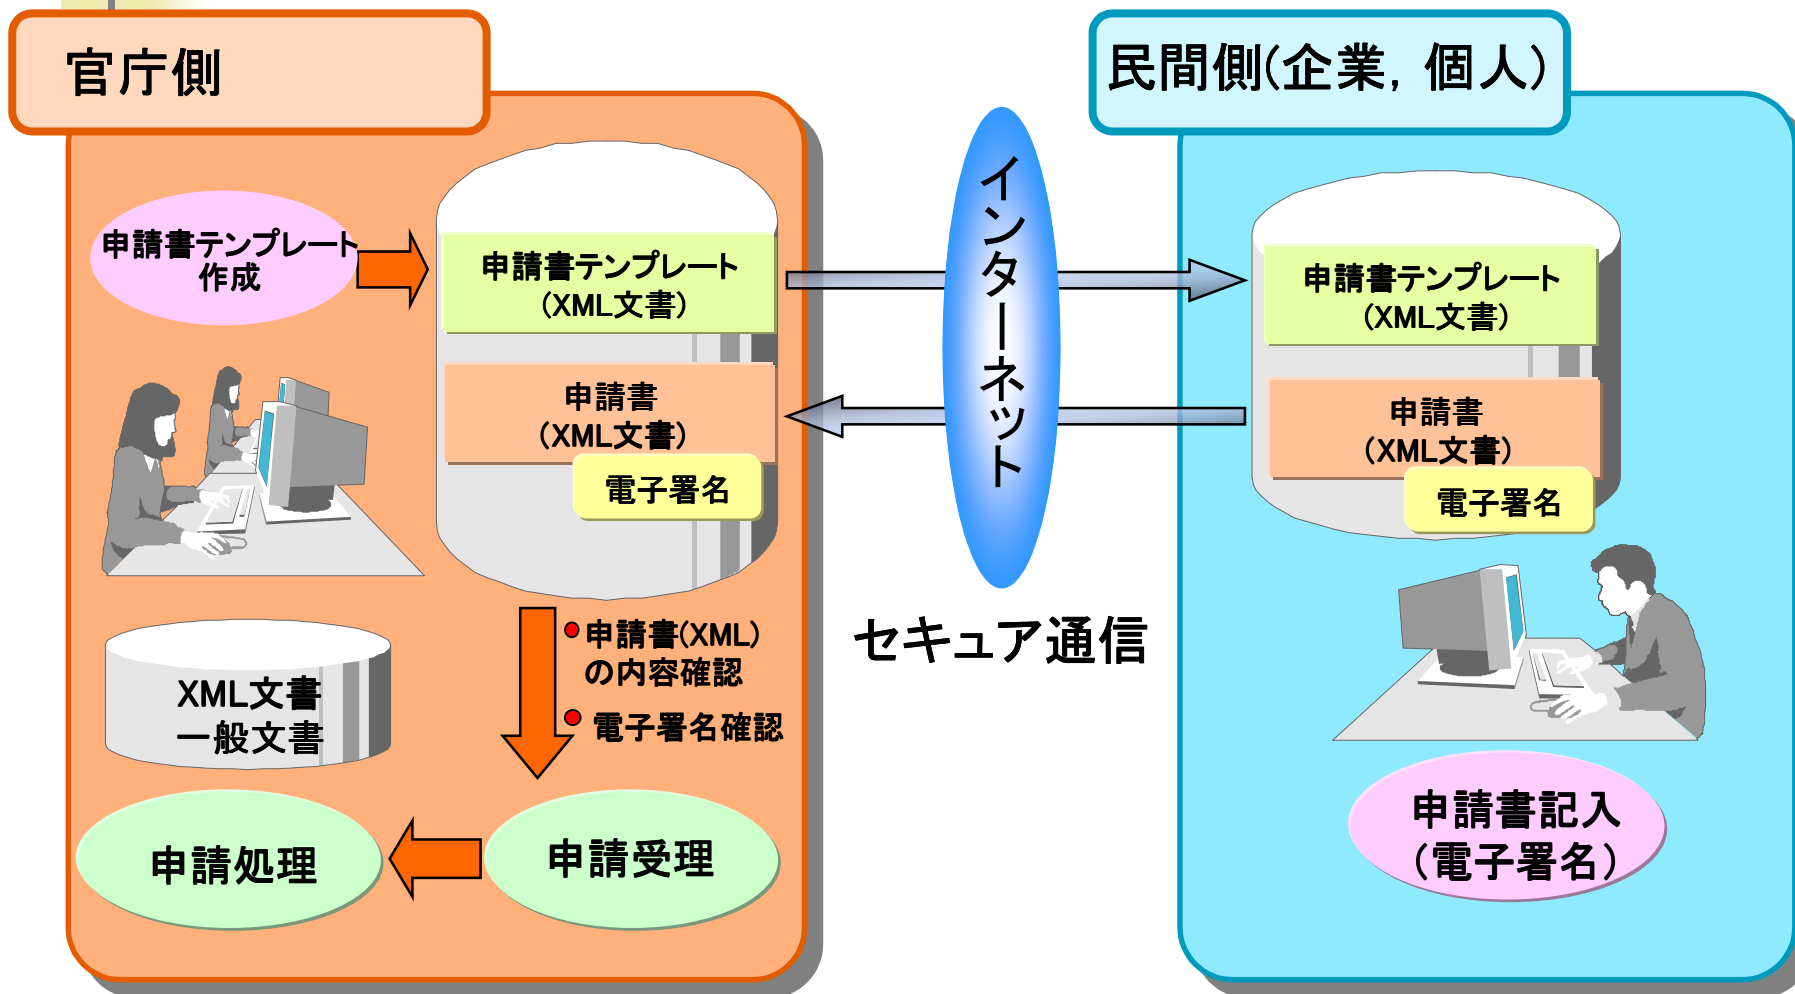 官庁側
民間側(企業，個人)
申請書テンプレート
作成
申請書テンプレート
(XML文書)
申請書
(XML文書)
電子署名
インターネット
セキュア通信
申請書テンプレート
(XML文書)
申請書
(XML文書)
電子署名
申請書(XML)
の内容確認
電子署名確認
XML文書
一般文書
申請処理
申請受理
申請書記入
(電子署名)